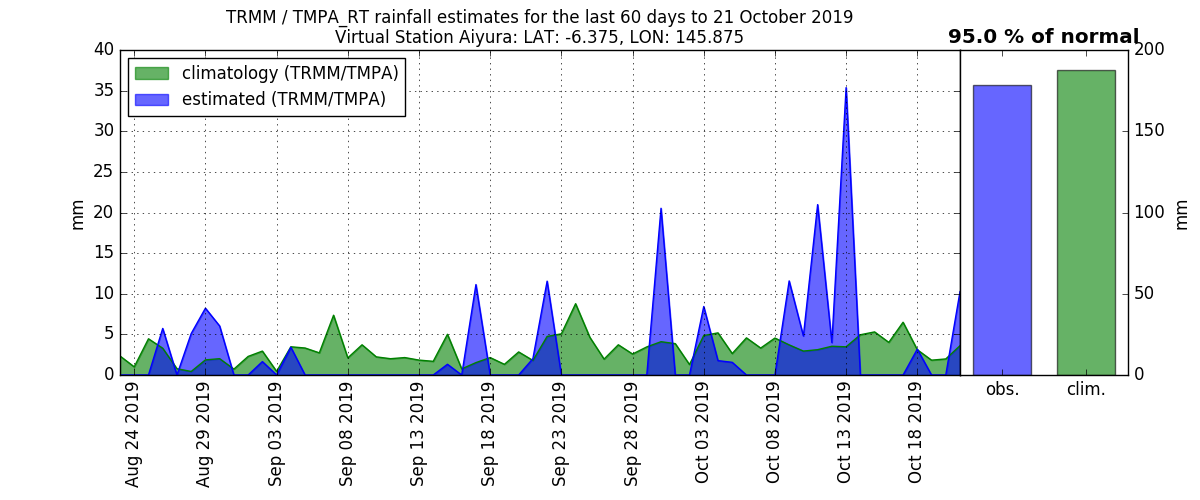 TRMM / TMPA_RT rainfall estimates for the last 60 days to 21 October 2019
Virtual Station Aiyura: LAT: -6.375, LON: 145.875
95.0 % of normal
climatology (TRMM/TMPA)
estimated (TRMM/TMPA)
mm
40
35
30
25
20
15
10
5
0
Aug 24 2019
Aug 29 2019
Sep 03 2019
Sep 08 2019
Sep 13 2019
Sep 18 2019
Sep 23 2019
Sep 28 2019
Oct 03 2019
Oct 08 2019
Oct 13 2019
Oct 18 2019
200
150
100
50
0
mm
obs.
clim.